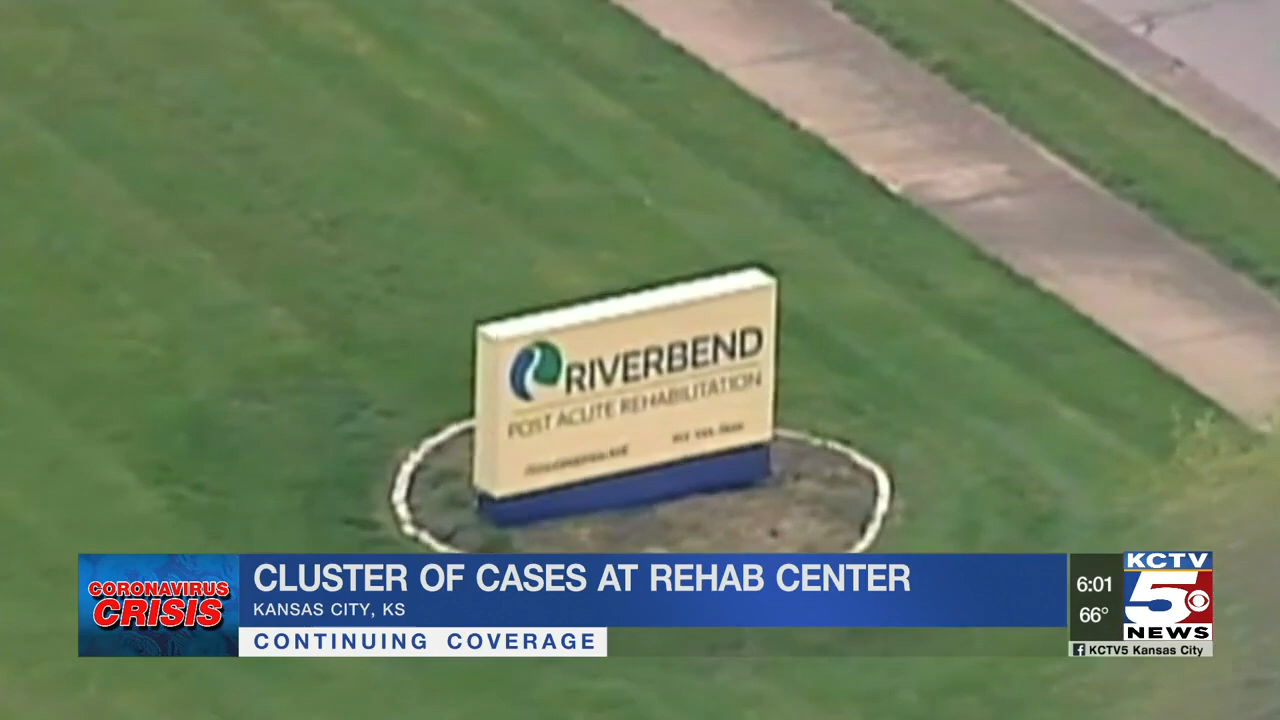 RIVERBEND
POST ACUTE REHABILITATION
CORONAVIRUS
CRISIS
CLUSTER OF CASES AT REHAB CENTER
KANSAS CITY, KS
CONTINUING COVERAGE
6:01
66°
KCTV
5
NEWS
KCTV5 Kansas City